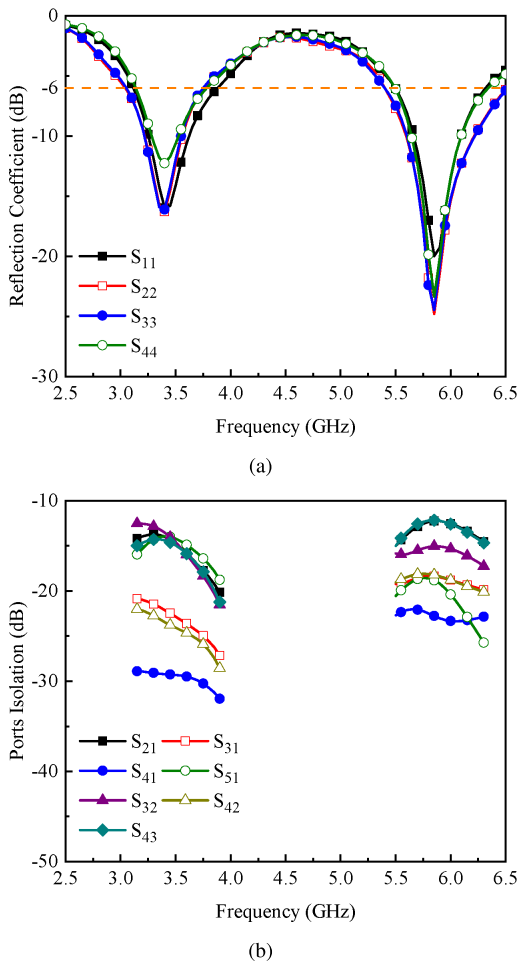 0
-6
-10
-20
-30
Reflection Coefficient (dB)
S11
S22
S33
S44
2.5 3.0 3.5 4.0 4.5 5.0 5.5 6.0 6.5
Frequency (GHz)
(a)
-10
-20
-30
-40
-50
Ports Isolation (dB)
S21 S31
S41 S51
S32 S42
S43
2.5 3.0 3.5 4.0 4.5 5.0 5.5 6.0 6.5
Frequency (GHz)
(b)